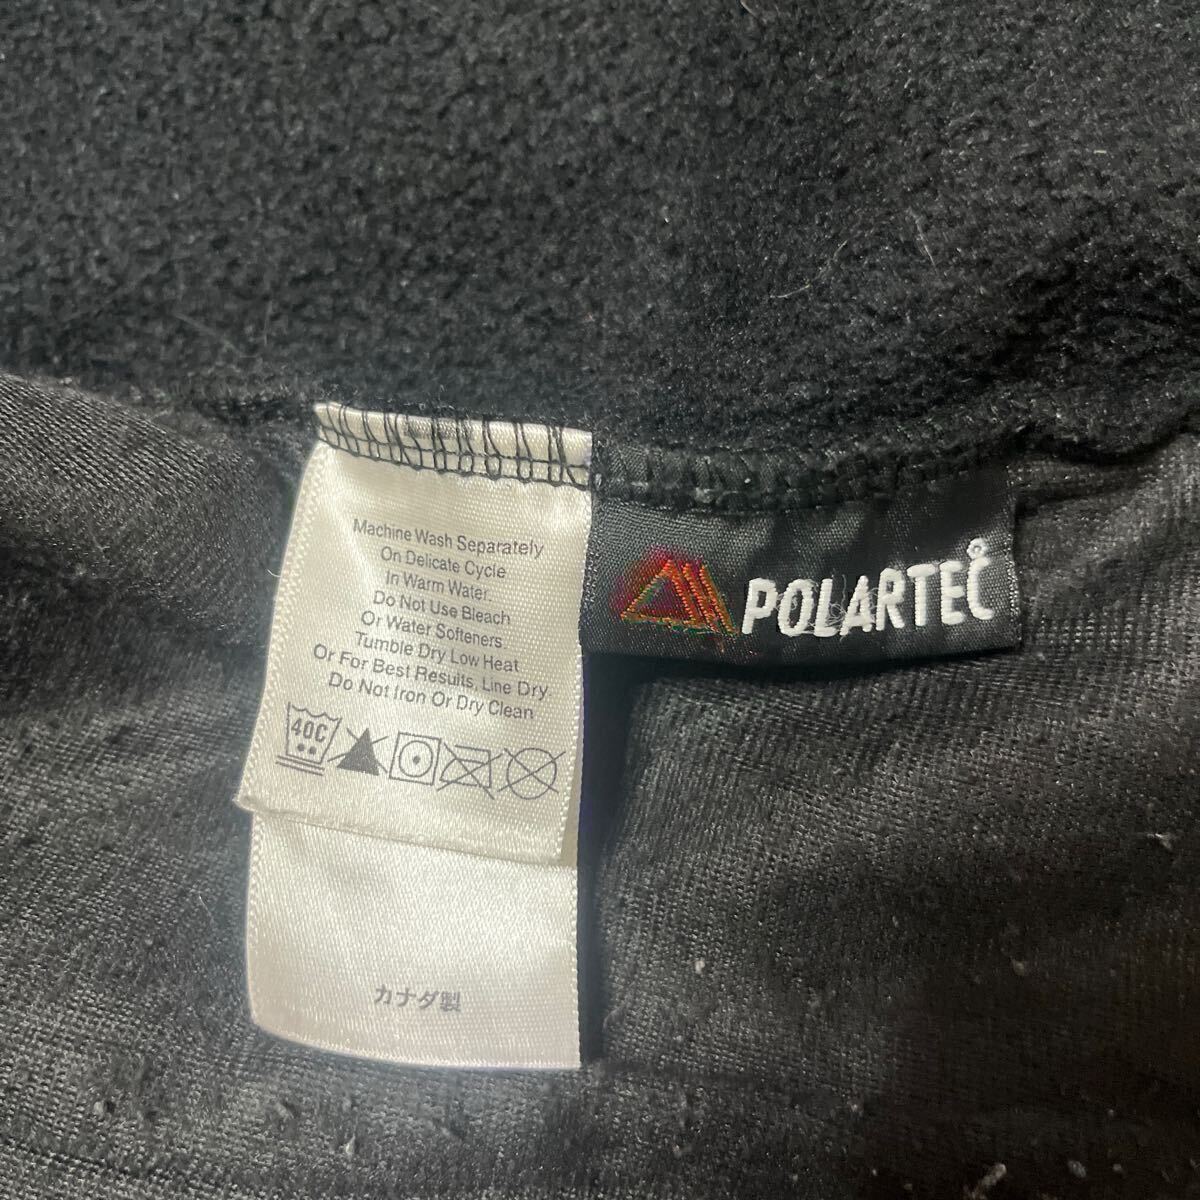 Machine Wash Separately
On Delicate Cycle
In Warm Water.
Do Not Use Bleach
Or Water Softeners
Tumble Dry Low Heat
Or For Best Results, Line Dry
Do Not Iron Or Dry Clean
40C
カナダ製
POLARTEC